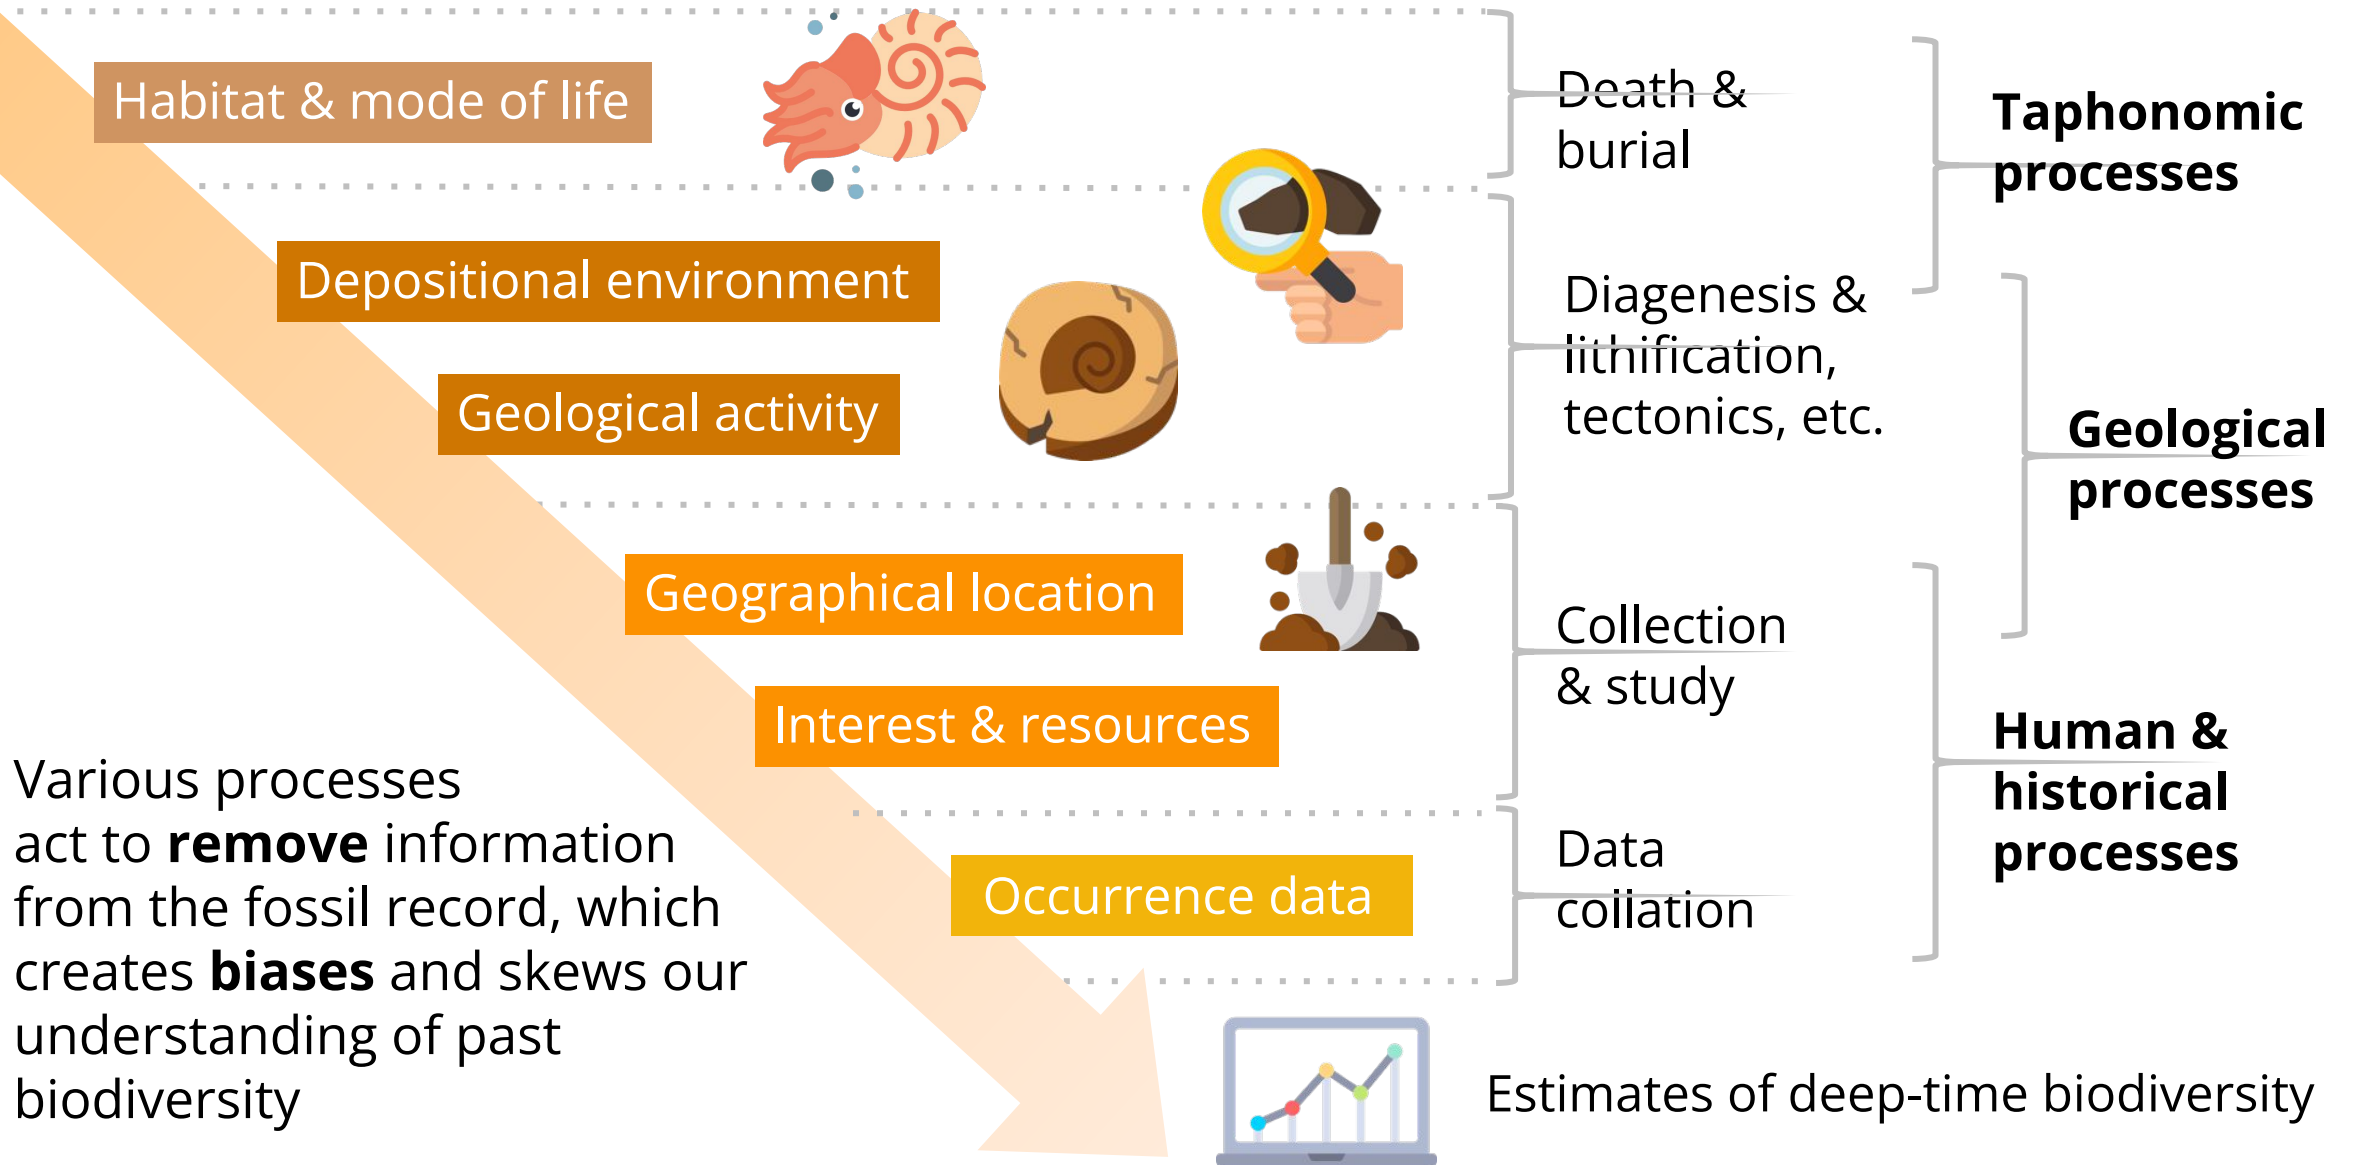 Habitat & mode of life
Death &
burial
Taphonomic
processes
Depositional environment
Diagenesis &
lithification,
tectonics, etc.
Geological activity
Geological
processes
Geographical location
Collection
& study
Interest & resources
Human &
historical
processes
Various processes
act to remove information
from the fossil record, which
creates biases and skews our
understanding of past
biodiversity
Data
collation
Occurrence data
Estimates of deep-time biodiversity